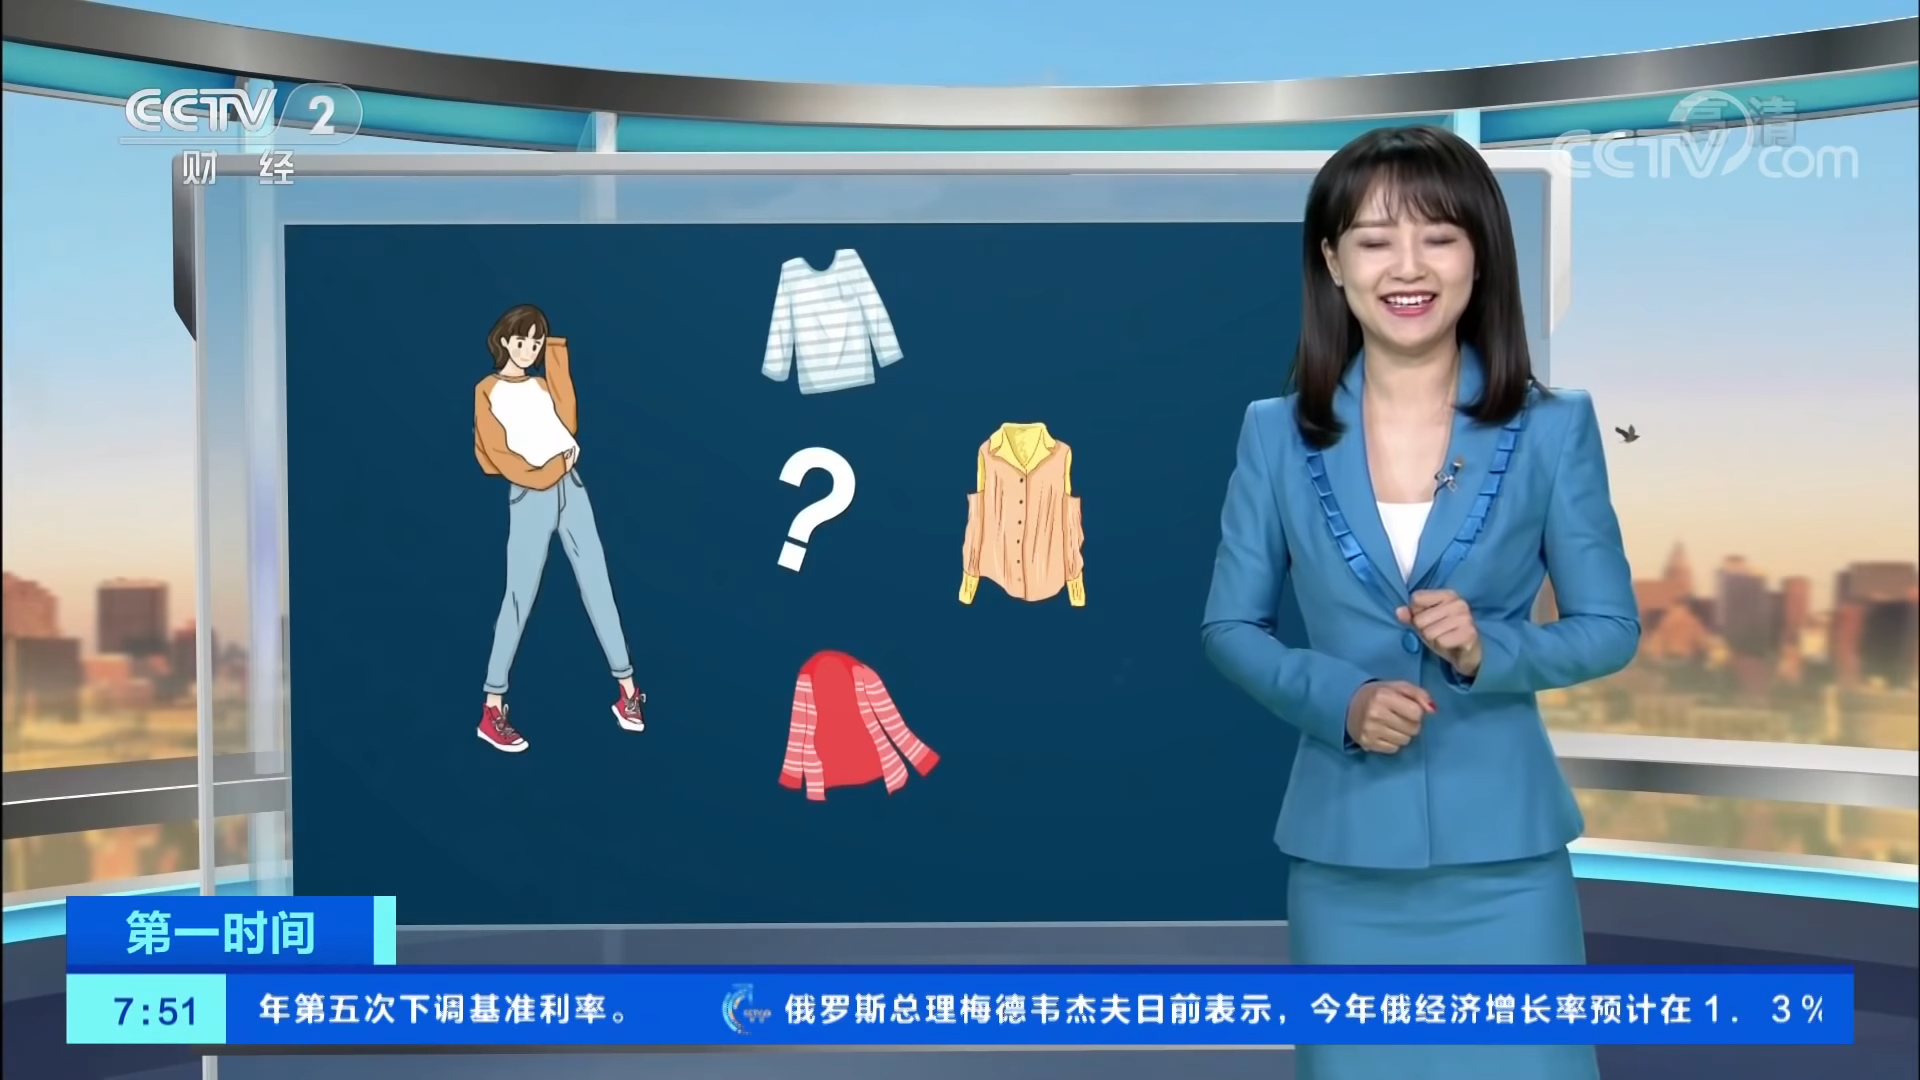 CCTV 2
财 经
高清
CCTV.com
?
第一时间
7:51
年第五次下调基准利率。 俄罗斯总理梅德韦杰夫日前表示，今年俄经济增长率预计在1．3％